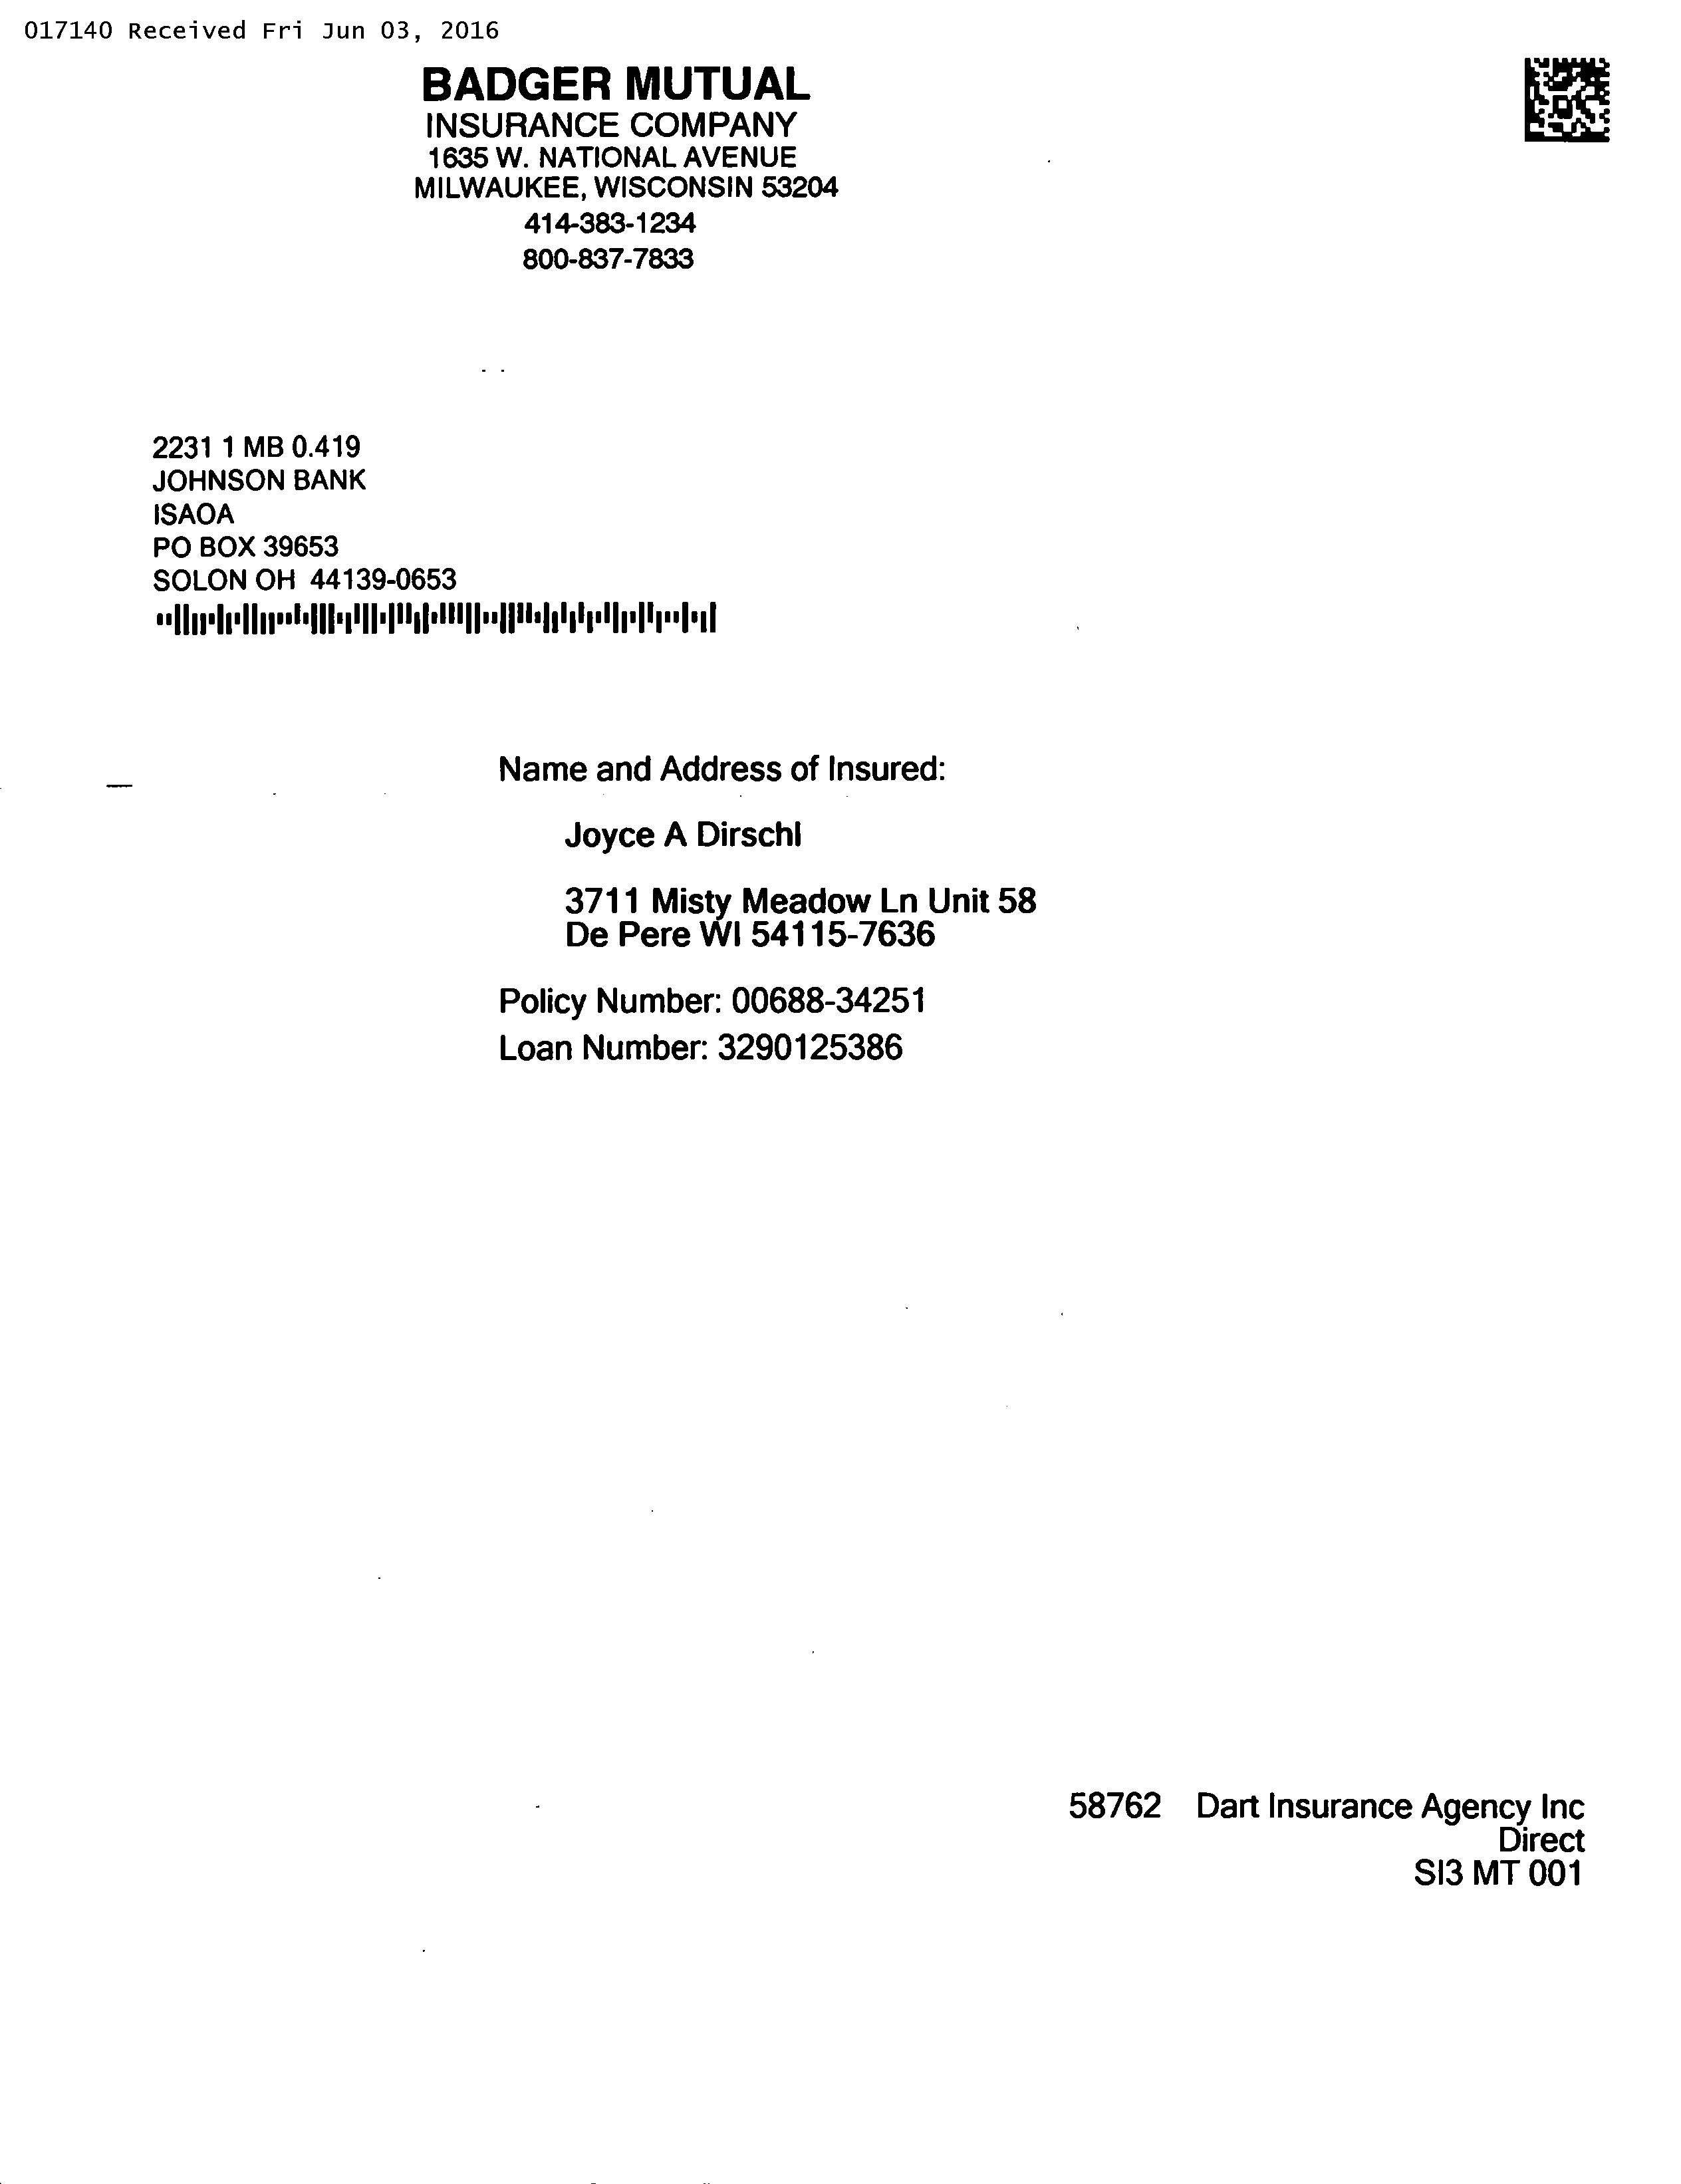 017140 Received Fri Jun 03, 2016
BADGER MUTUAL
INSURANCE COMPANY
1635 W. NATIONAL AVENUE
MILWAUKEE, WISCONSIN 53204
414-383-1234
800-837-7833
2231 1 MB 0.419
JOHNSON BANK
ISAOA
PO BOX 39653
SOLON OH 44139-0653
Name and Address of Insured:
Joyce A Dirschl
3711 Misty Meadow Ln Unit 58
De Pere WI 54115-7636
Policy Number: 00688-34251
Loan Number: 3290125386
58762 Dart Insurance Agency Inc
Direct
SI3 MT 001